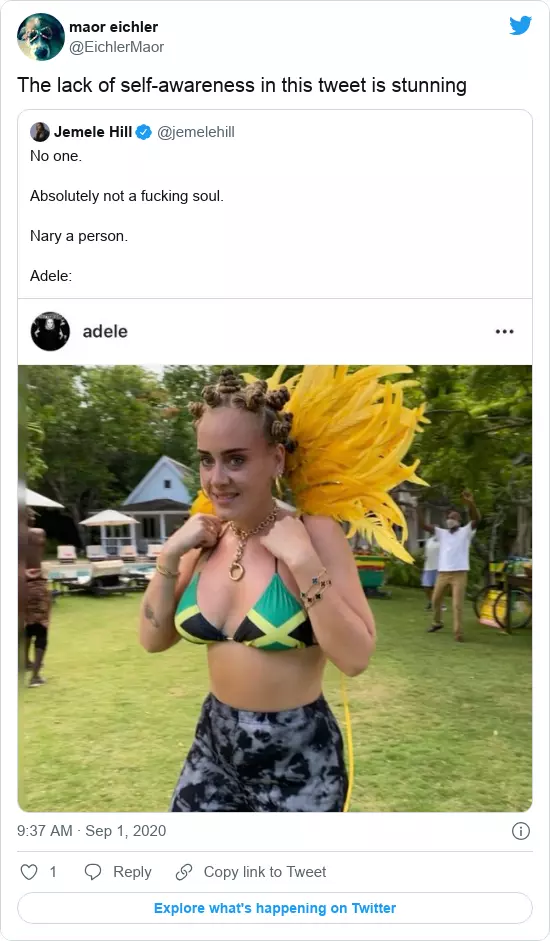 maor eichler
@EichlerMaor
The lack of self-awareness in this tweet is stunning
Jemele Hill @jemelehill
No one.
Absolutely not a fucking soul.
Nary a person.
Adele:
adele
9:37 AM · Sep 1, 2020
1 Reply Copy link to Tweet
Explore what's happening on Twitter